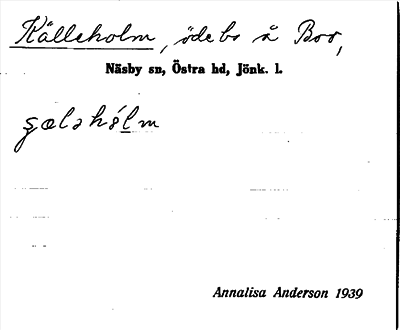 Källeholm, ödebo å Boo,
Näsby sn, Östra hd, Jönk. l.
Annalisa Anderson 1939